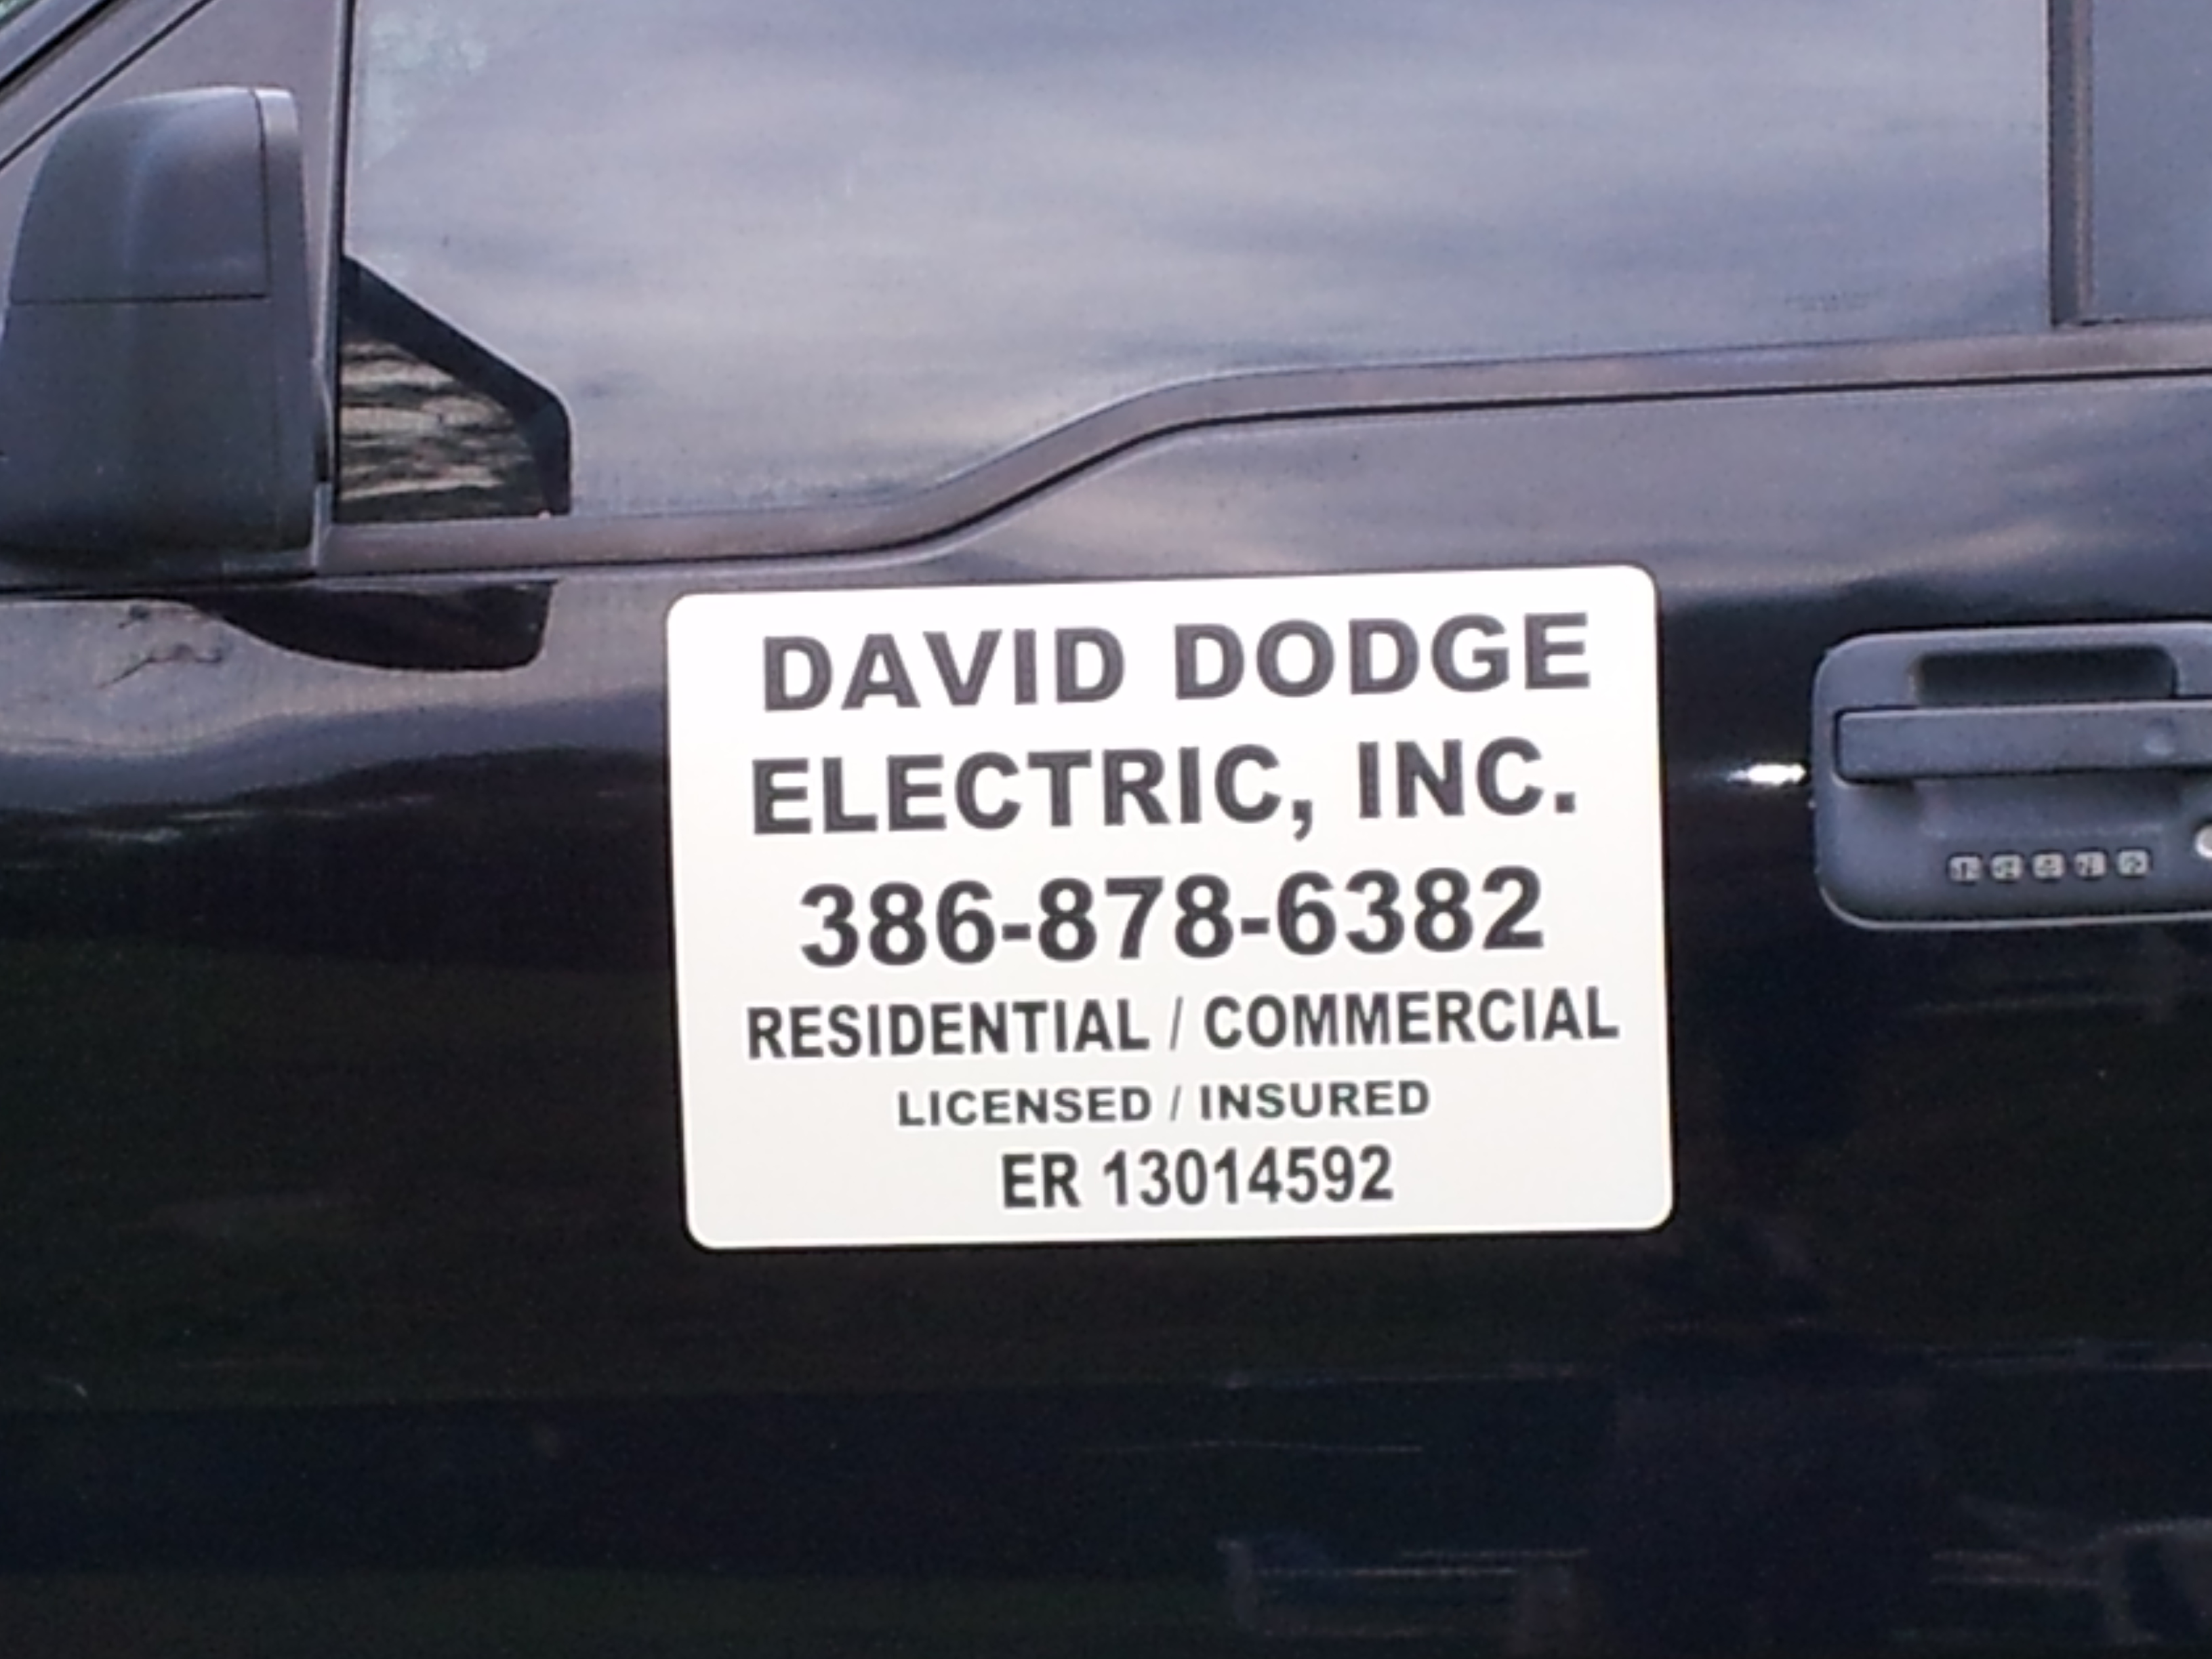 DAVID DODGE
ELECTRIC, INC.
386-878-6382
RESIDENTIAL / COMMERCIAL
LICENSED / INSURED
ER 13014592